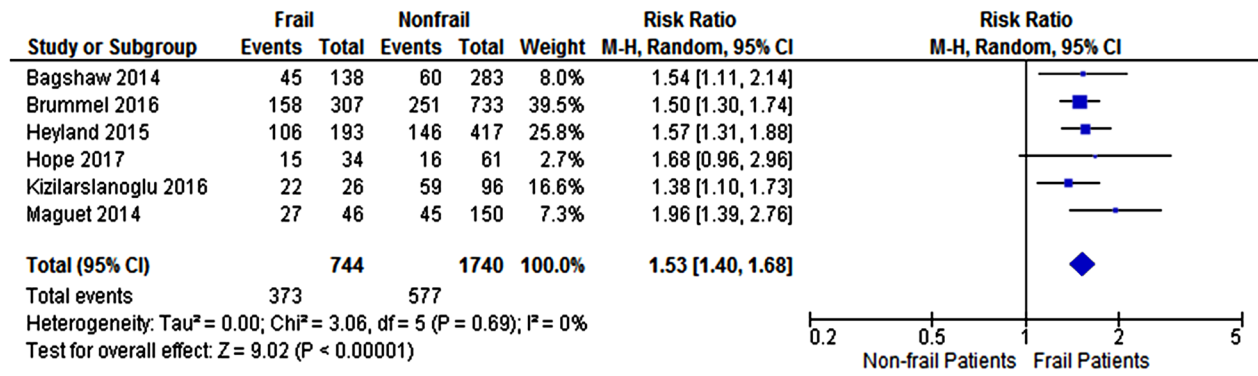 Frail Nonfrail Risk Ratio Risk Ratio
Study or Subgroup Events Total Events Total Weight M-H, Random, 95% CI M-H, Random, 95% CI
Bagshaw 2014 45 138 60 283 8.0% 1.54 [1.11, 2.14]
Brummel 2016 158 307 251 733 39.5% 1.50 [1.30, 1.74]
Heyland 2015 106 193 146 417 25.8% 1.57 [1.31, 1.88]
Hope 2017 15 34 16 61 2.7% 1.68 [0.96, 2.96]
Kizilarslanoglu 2016 22 26 59 96 16.6% 1.38 [1.10, 1.73]
Maguet 2014 27 46 45 150 7.3% 1.96 [1.39, 2.76]
Total (95% CI) 744 1740 100.0% 1.53 [1.40, 1.68]
Total events 373 577
Heterogeneity: Tau² = 0.00; Chi² = 3.06, df = 5 (P = 0.69); I² = 0%
Test for overall effect: Z = 9.02 (P < 0.00001)
0.2 0.5 1 2 5
Non-frail Patients Frail Patients